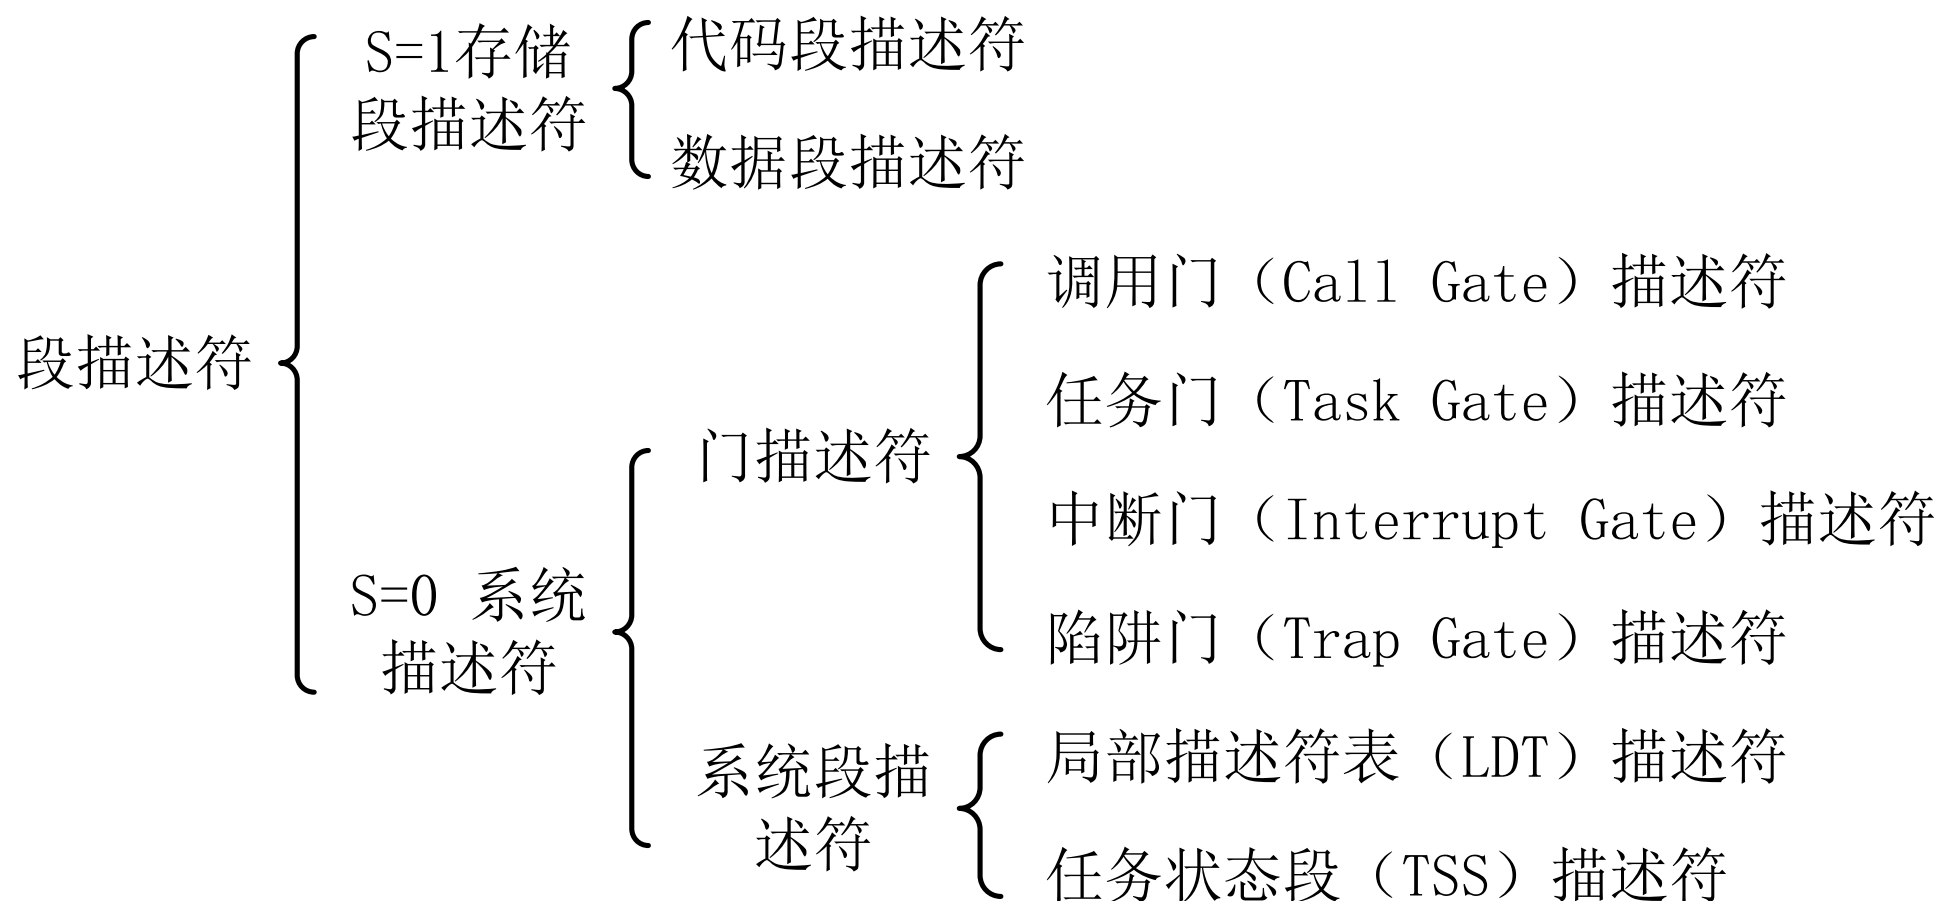 段描述符
S=1存储
段描述符
代码段描述符
数据段描述符
S=0 系统
描述符
门描述符
调用门（Call Gate）描述符
任务门（Task Gate）描述符
中断门（Interrupt Gate）描述符
陷阱门（Trap Gate）描述符
系统段描
述符
局部描述符表（LDT）描述符
任务状态段（TSS）描述符